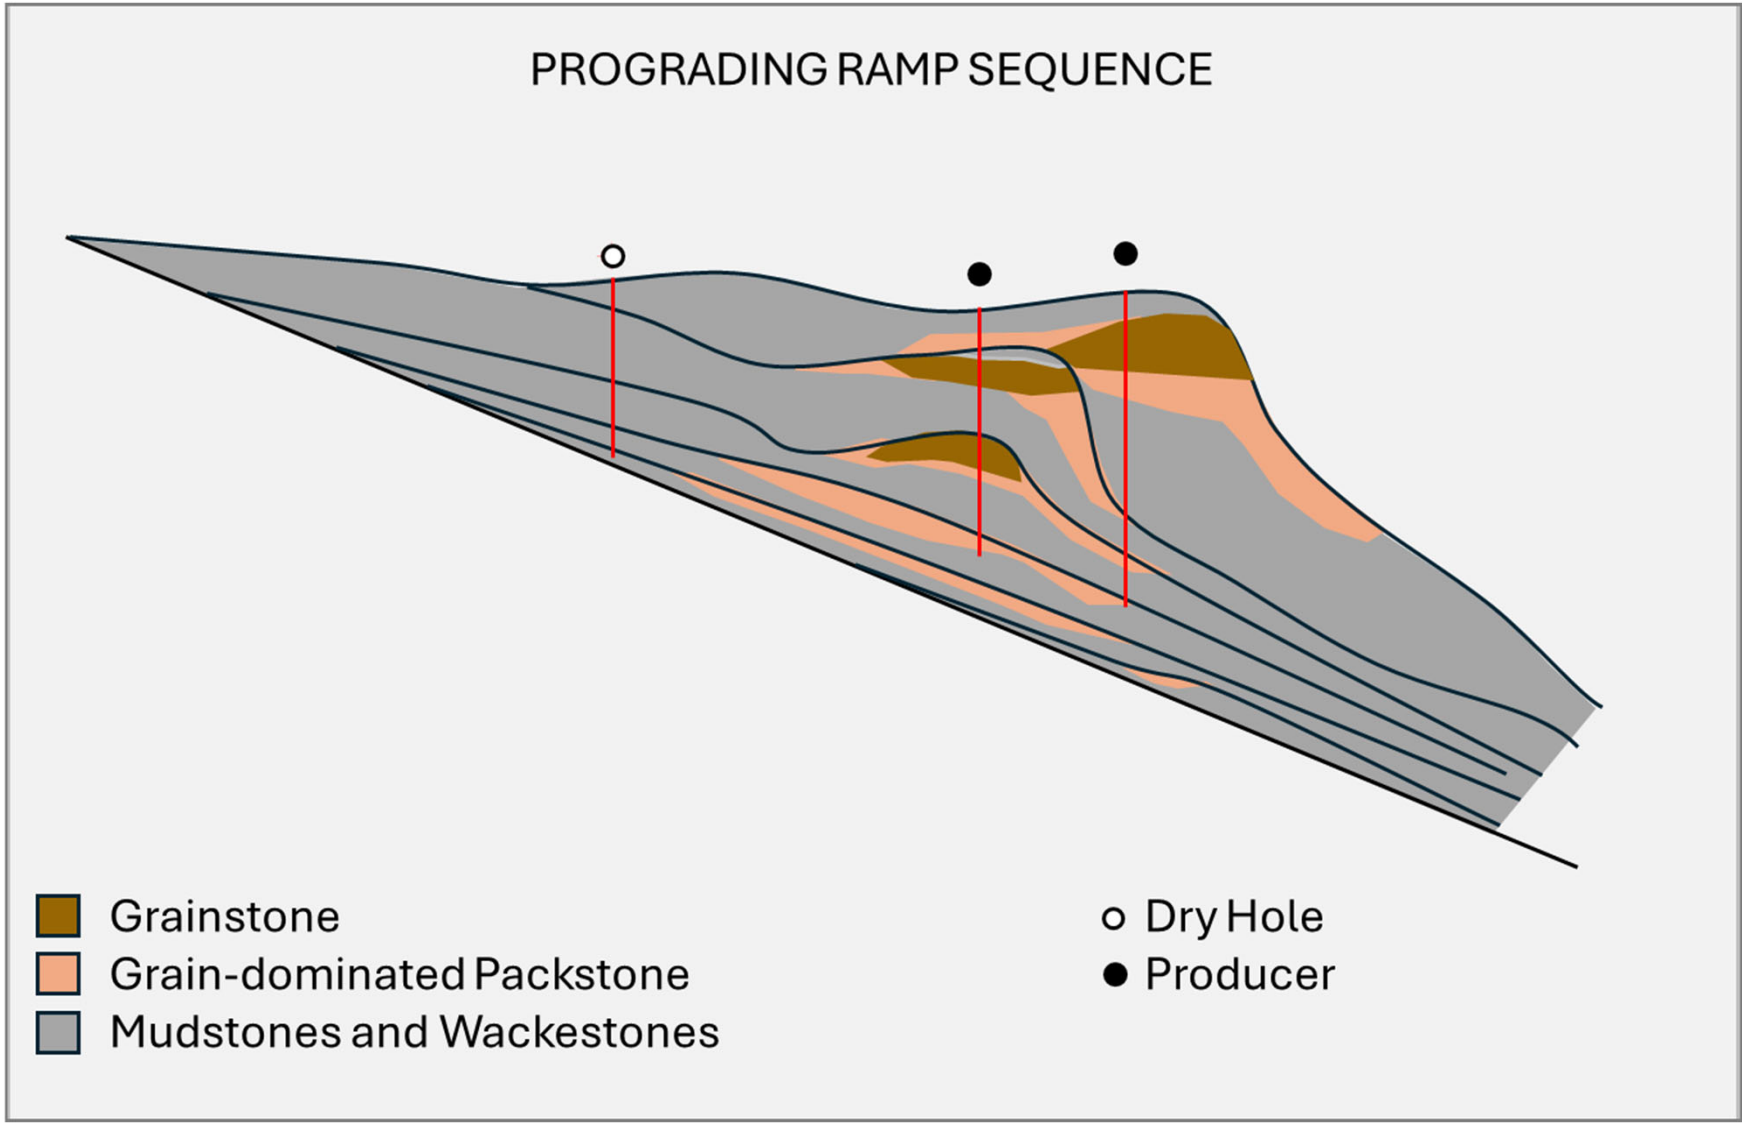 PROGRADING RAMP SEQUENCE
Grainstone
Grain-dominated Packstone
Mudstones and Wackestones
Dry Hole
Producer